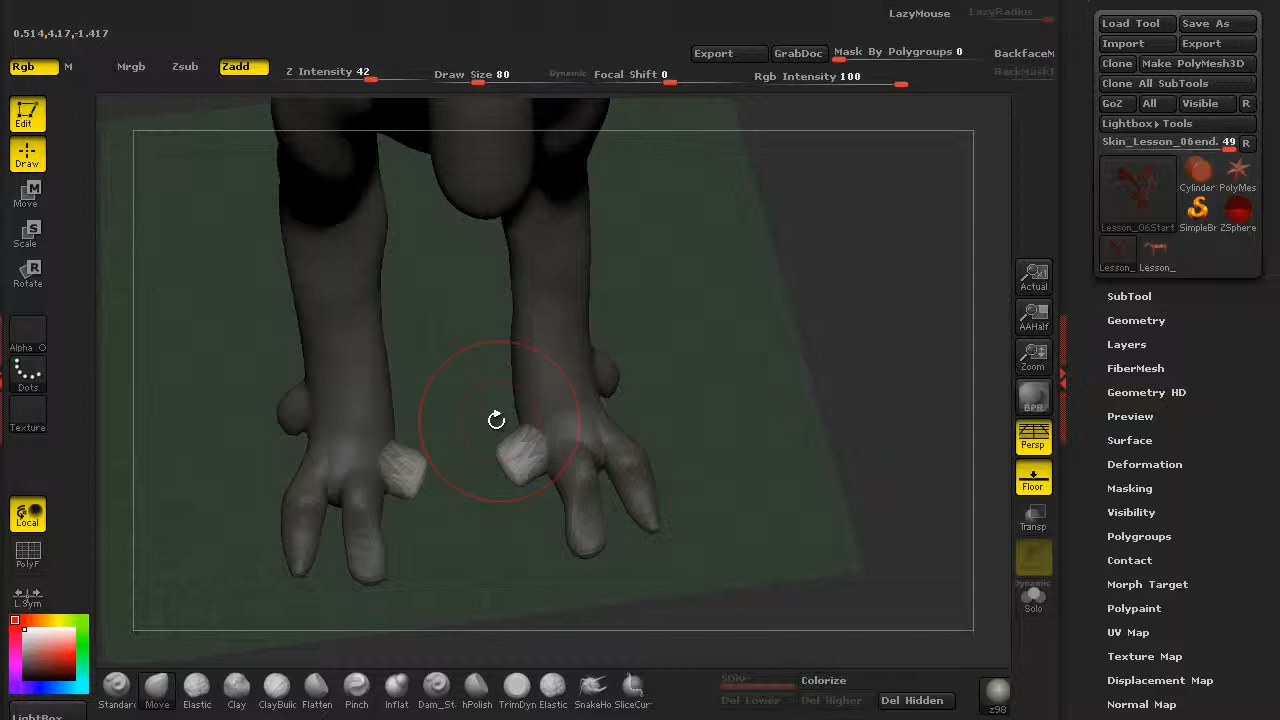 LazyMouse
LazyRadius
0.514,4.17,-1.417
Rgb
M
Mrgb
Zsub
Zadd
Z Intensity 42
Draw Size 80
Dynamic
Focal Shift 0
Export
GrabDoc
Mask By Polygroups 0
Rgb Intensity 100
BackfaceM
Load Tool
Save As
Import
Export
Clone
Make PolyMesh3D
Clone All SubTools
GoZ
All
Visible
R
Lightbox▸Tools
Skin_Lesson_06end. 49
R
Cylinder
PolyMes
Lesson_06Start
SimpleBr
ZSphere
Lesson_
Lesson_
SubTool
Geometry
Layers
FiberMesh
Geometry HD
Preview
Surface
Deformation
Masking
Visibility
Polygroups
Contact
Morph Target
Polypaint
UV Map
Texture Map
Displacement Map
Normal Map
Edit
Draw
Move
Scale
Rotate
Alpha O
Dots
Texture
Local
PolyF
L.Sym
LightBox
Actual
AAHalf
Zoom
BPR
Persp
Floor
Transp
Dynamic
Solo
Standard
Move
Elastic
Clay
ClayBuil
Flatten
Pinch
Inflat
Dam_St
hPolish
TrimDyn
Elastic
SnakeHo
SliceCur
SDiv
Colorize
Del Lower
Del Higher
Del Hidden
z98